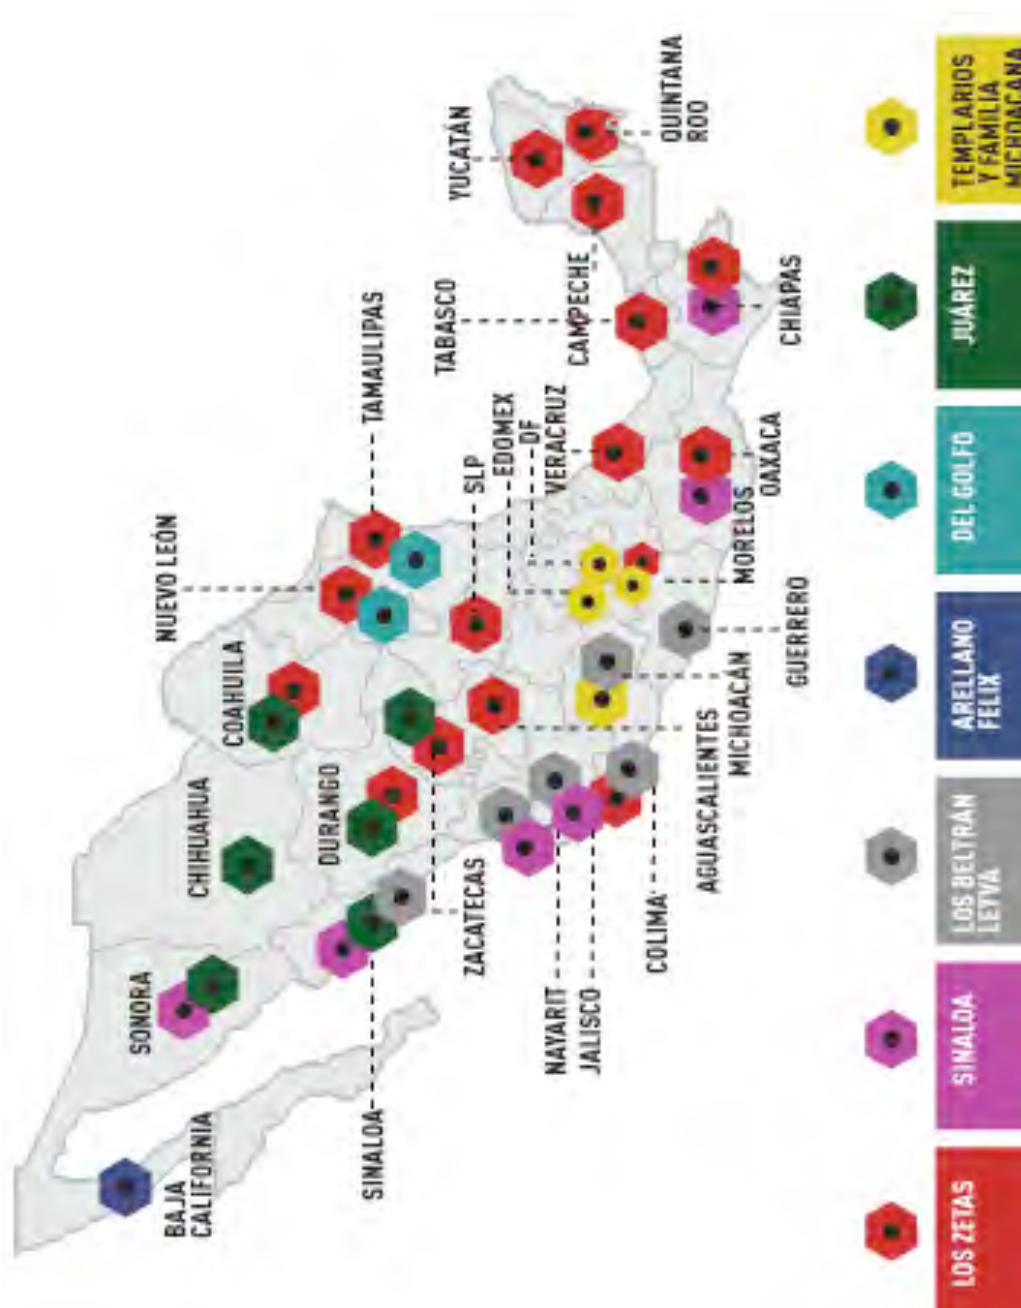 BAJA
CALIFORNIA
SONORA
CHIHUAHUA
SINALOA
DURANGO
COAHUILA
NUEVO LEÓN
TAMAULIPAS
ZACATECAS
SLP
NAYARIT
JALISCO
COLIMA
AGUASCALIENTES
MICHOACÁN
GUERRERO
EDOMEX
DF
MORELOS
VERACRUZ
OAXACA
TABASCO
CAMPECHE
CHIAPAS
YUCATÁN
QUINTANA
ROO
LOS ZETAS
SINALOA
LOS BELTRÁN
LEYVA
ARELLANO
FELIX
DEL GOLFO
JUÁREZ
TEMPLARIOS
Y FAMILIA
MICHOACANA